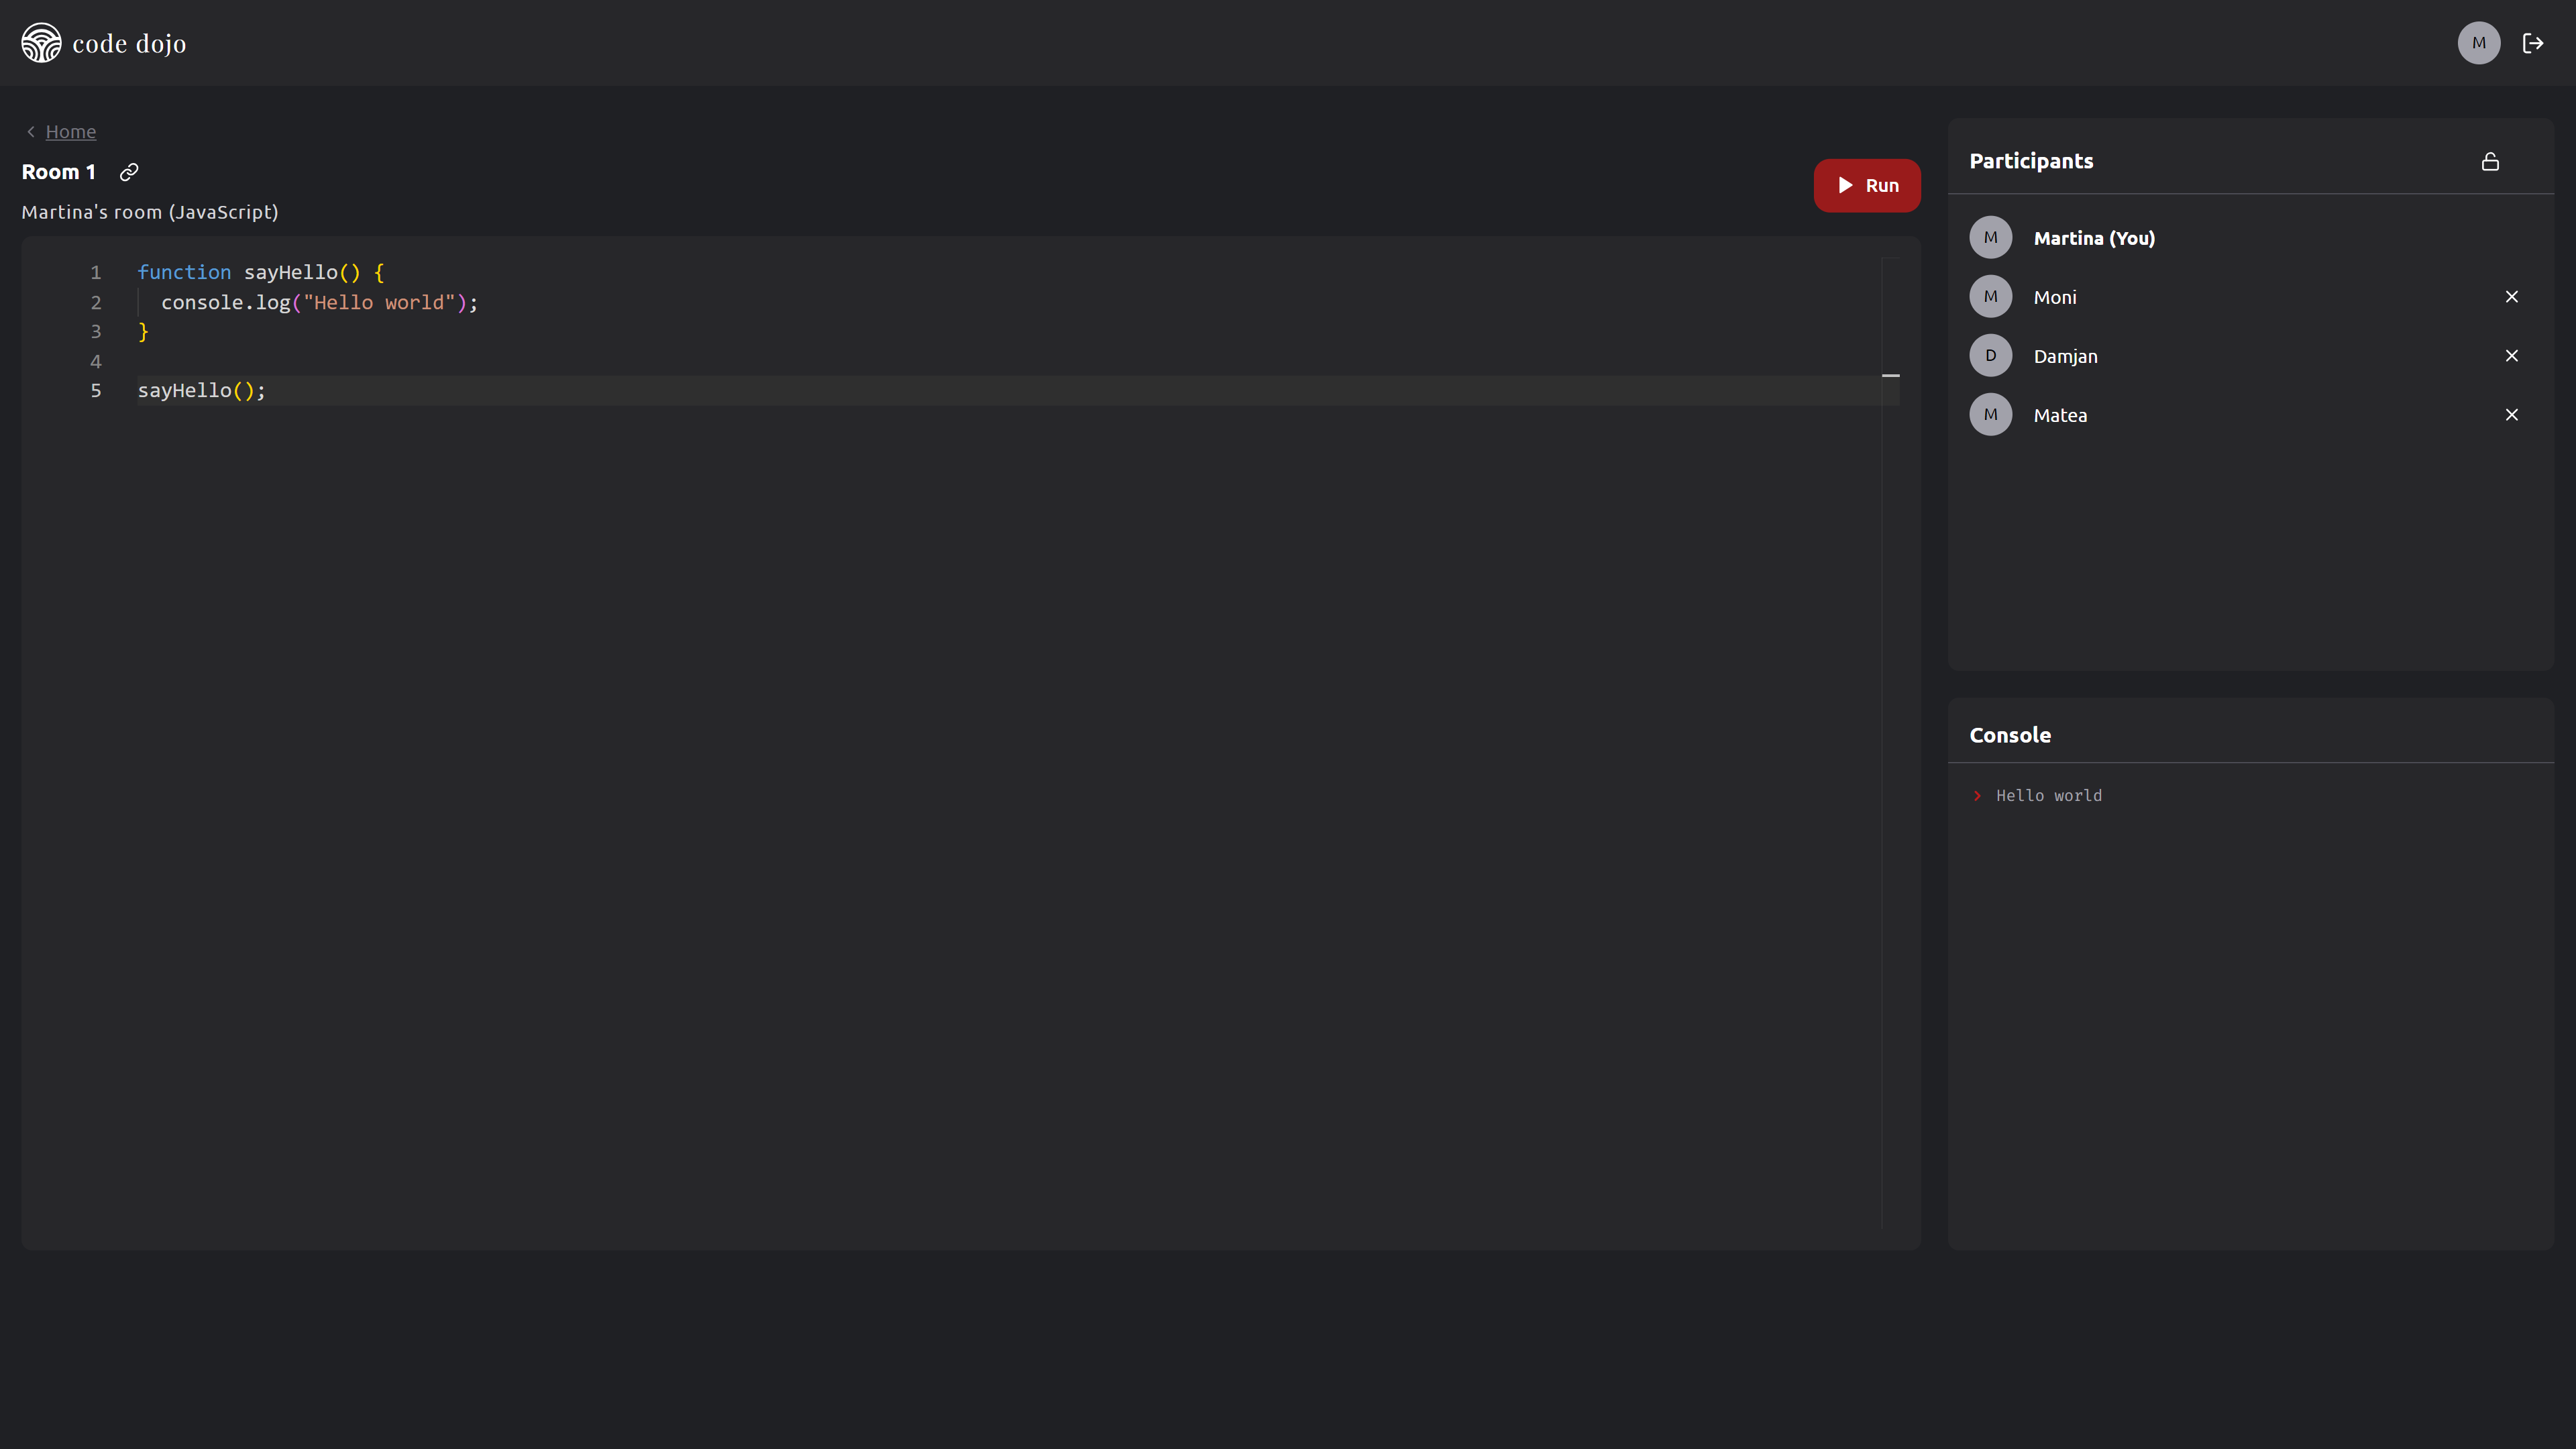 code dojo
M
Home
Room 1
Martina's room (JavaScript)
Run
1 function sayHello() {
2 console.log("Hello world");
3 }
4
5 sayHello();
Participants
M Martina (You)
M Moni
D Damjan
M Matea
Console
> Hello world